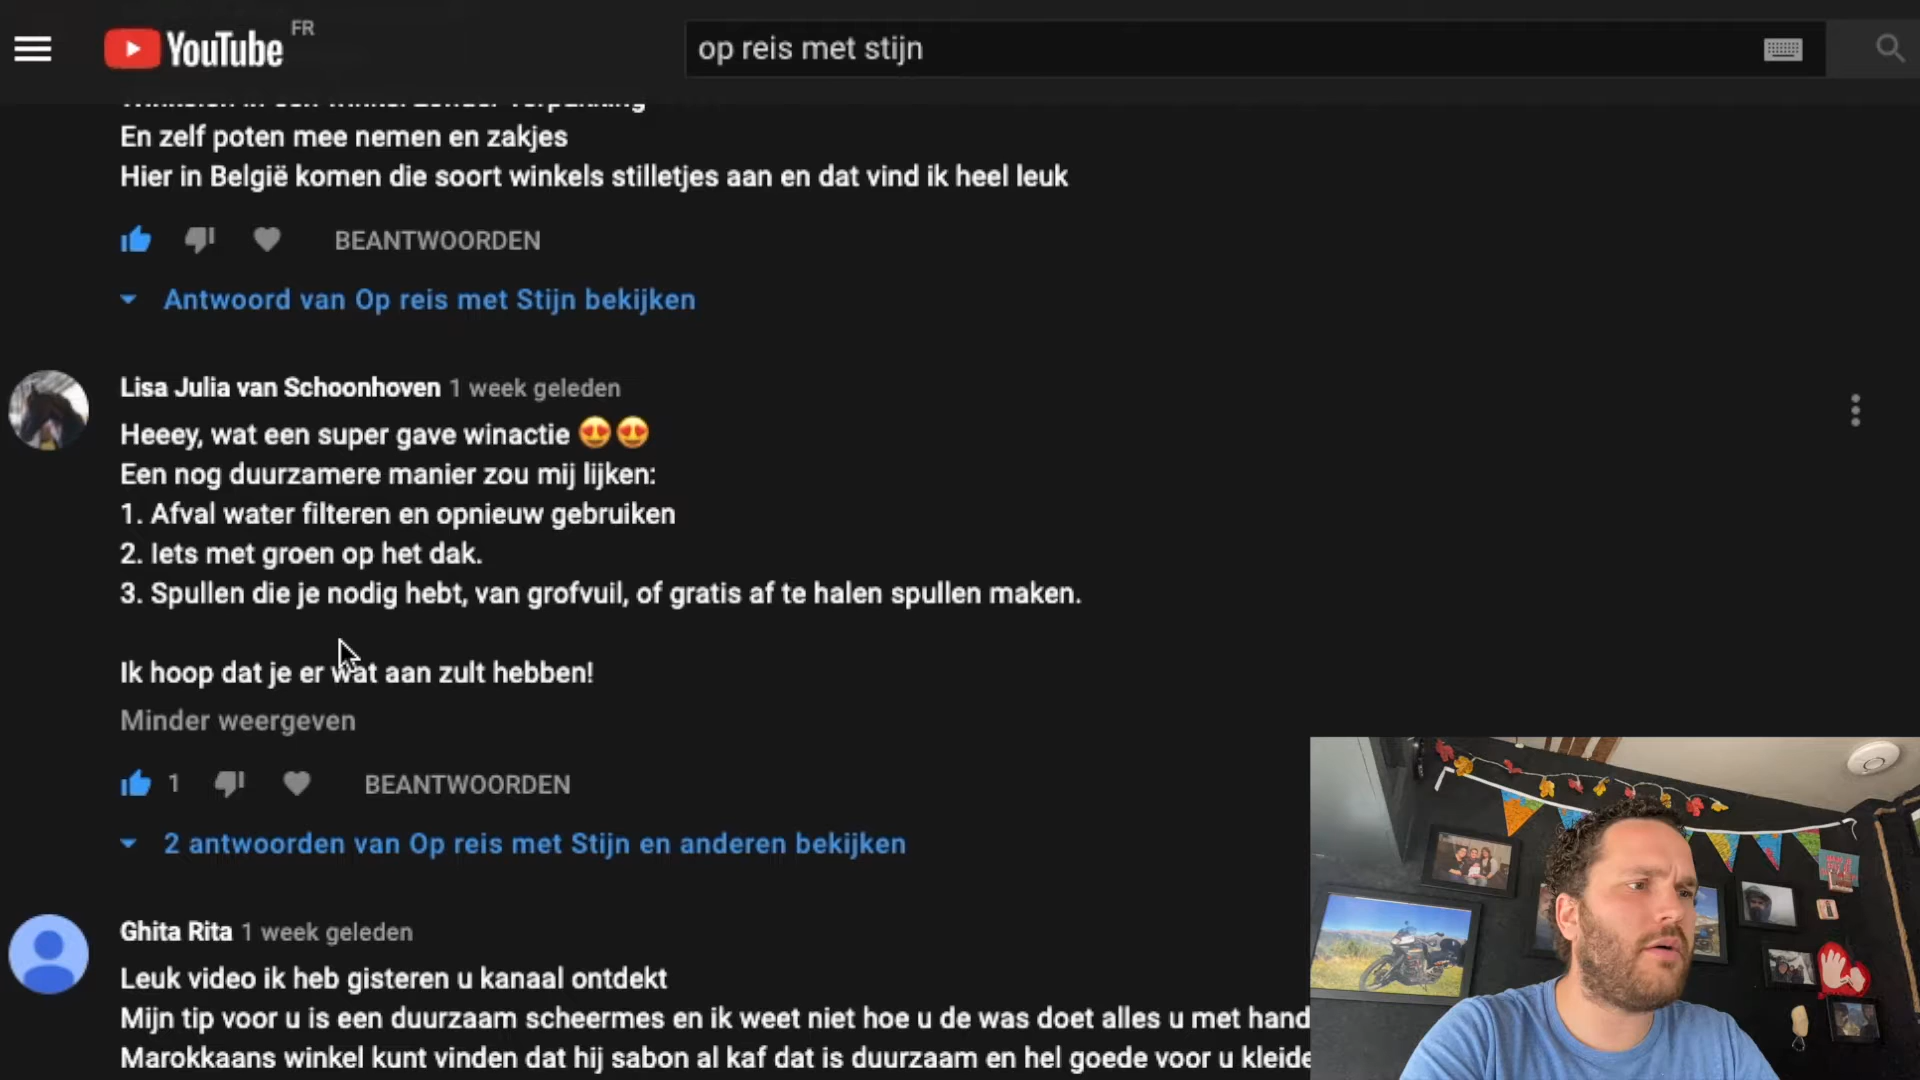 YouTube FR
op reis met stijn
Winkelen in een winkel zonder verpakking
En zelf poten mee nemen en zakjes
Hier in België komen die soort winkels stilletjes aan en dat vind ik heel leuk
BEANTWOORDEN
Antwoord van Op reis met Stijn bekijken
Lisa Julia van Schoonhoven 1 week geleden
Heeey, wat een super gave winactie 😍😍
Een nog duurzamere manier zou mij lijken:
1. Afval water filteren en opnieuw gebruiken
2. Iets met groen op het dak.
3. Spullen die je nodig hebt, van grofvuil, of gratis af te halen spullen maken.
Ik hoop dat je er wat aan zult hebben!
Minder weergeven
1 BEANTWOORDEN
2 antwoorden van Op reis met Stijn en anderen bekijken
Ghita Rita 1 week geleden
Leuk video ik heb gisteren u kanaal ontdekt
Mijn tip voor u is een duurzaam scheermes en ik weet niet hoe u de was doet alles u met hand
Marokkaans winkel kunt vinden dat hij sabon al kaf dat is duurzaam en hel goede voor u kleide